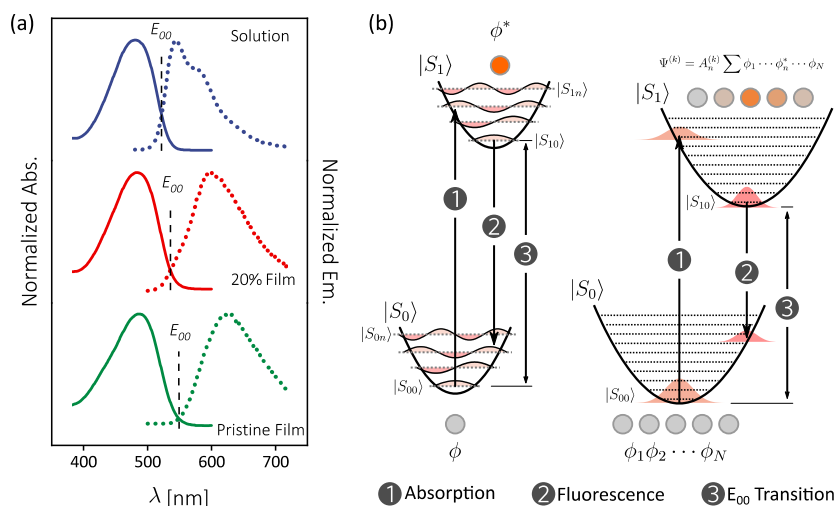 (a)
E₀₀
Solution
Normalized Abs.
E₀₀
20% Film
Normalized Em.
E₀₀
Pristine Film
400 500 600 700
λ [nm]
(b)
ϕ*
|S₁⟩
|S₁ₙ⟩
|S₁₀⟩
1
2
3
|S₀⟩
|S₀ₙ⟩
|S₀₀⟩
ϕ
Ψ⁽ᵏ⁾ = Aₙ⁽ᵏ⁾ ∑ ϕ₁ ⋯ ϕₙ* ⋯ ϕ_N
|S₁⟩
|S₁₀⟩
1
2
3
|S₀⟩
|S₀₀⟩
ϕ₁ϕ₂ ⋯ ϕ_N
1 Absorption 2 Fluorescence 3 E₀₀ Transition